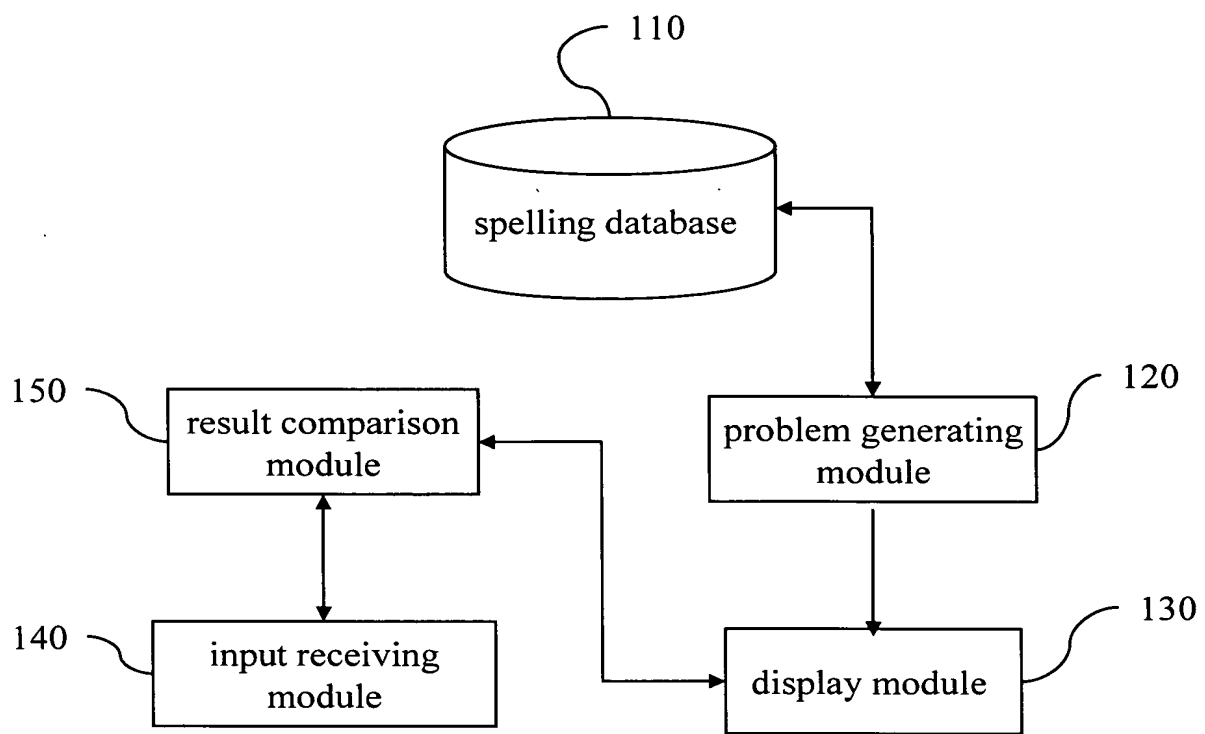 110
spelling database
150
result comparison
module
120
problem generating
module
140
input receiving
module
130
display module